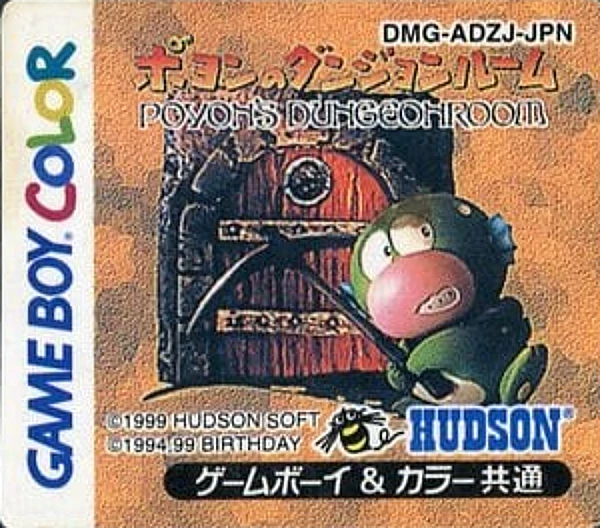 DMG-ADZJ-JPN
ポヨンのダンジョンルーム
POYON'S DUNGEONROOM
GAME BOY COLOR
©1999 HUDSON SOFT
©1994,99 BIRTHDAY
HUDSON®
ゲームボーイ & カラー共通